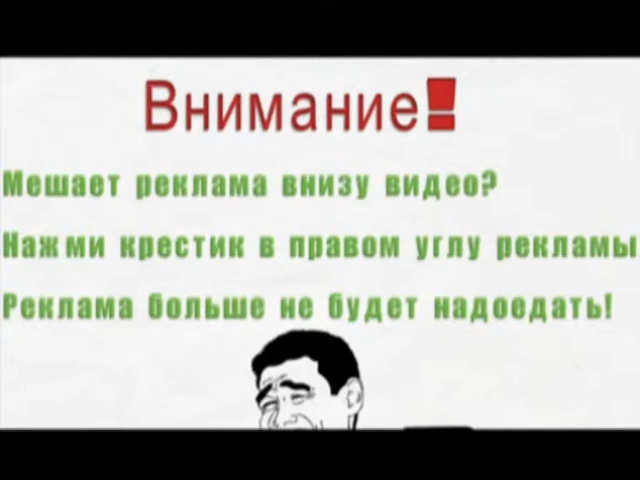 Внимание!
Мешает реклама внизу видео?
Нажми крестик в правом углу рекламы
Реклама больше не будет надоедать!